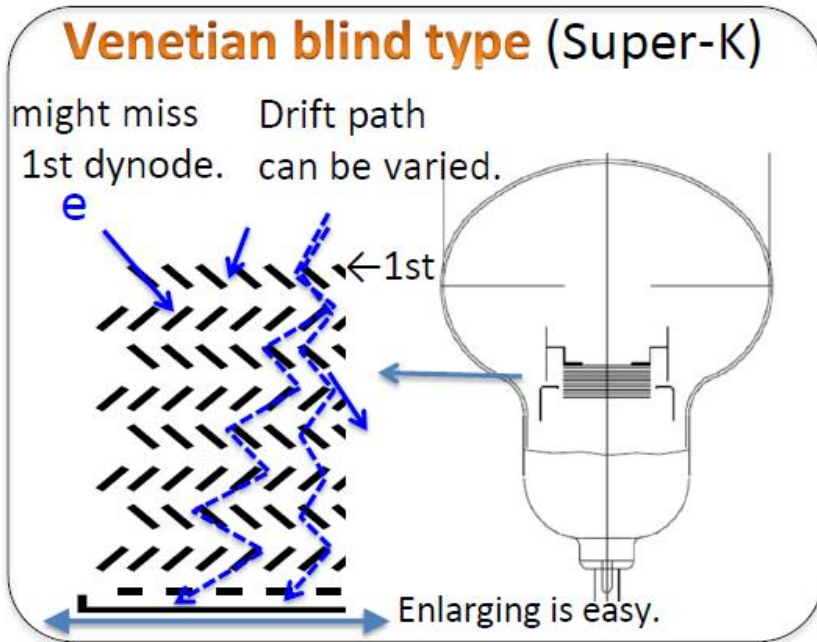 Venetian blind type (Super-K)
might miss
1st dynode.
Drift path
can be varied.
e
←1st
Enlarging is easy.